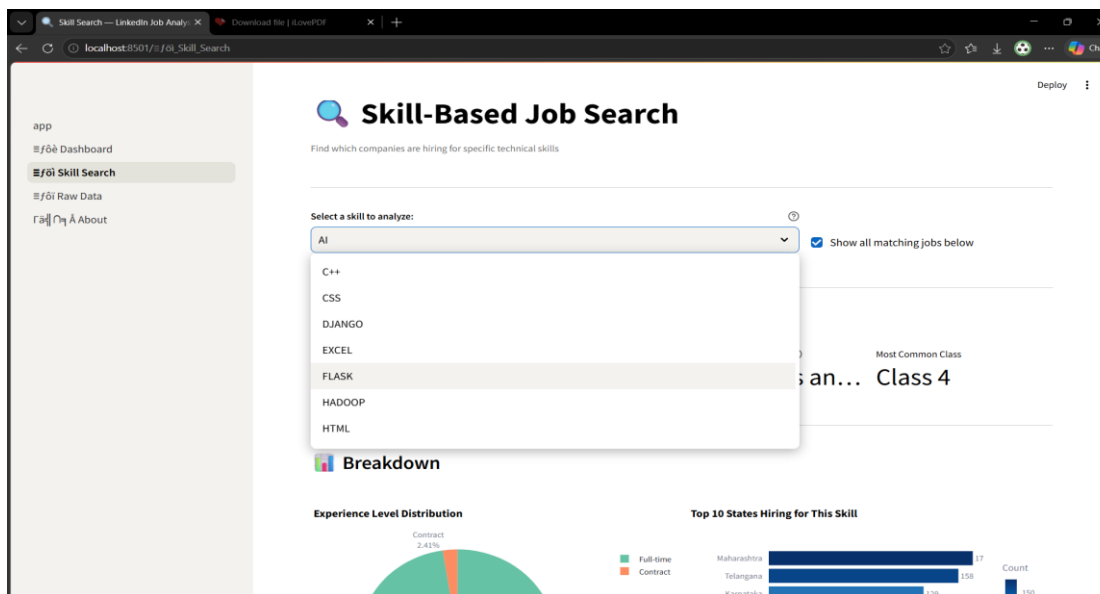 Skill Search — LinkedIn Job Analy
Download file | iLovePDF
localhost:8501/≡ƒöì_Skill_Search
Deploy
app
≡ƒôè Dashboard
≡ƒöì Skill Search
≡ƒôï Raw Data
About
Skill-Based Job Search
Find which companies are hiring for specific technical skills
Select a skill to analyze:
AI
Show all matching jobs below
C++
CSS
DJANGO
EXCEL
FLASK
HADOOP
HTML
Most Common Class
s an... Class 4
Breakdown
Experience Level Distribution
Contract
2.41%
Full-time
Contract
Top 10 States Hiring for This Skill
Maharashtra 17
Telangana 158
Karnataka 129
Count
150